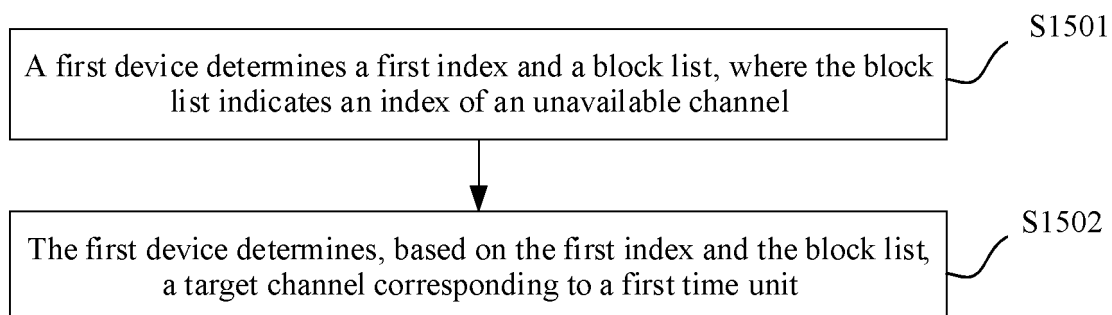 S1501
A first device determines a first index and a block list, where the block
list indicates an index of an unavailable channel
S1502
The first device determines, based on the first index and the block list,
a target channel corresponding to a first time unit